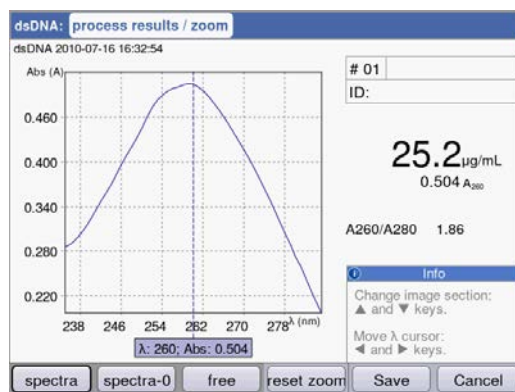 dsDNA: process results / zoom
dsDNA 2010-07-16 16:32:54
Abs (A)
0.460
0.400
0.340
0.280
0.220
238 246 254 262 270 278 λ (nm)
λ: 260; Abs: 0.504
# 01
ID:
25.2 µg/mL
0.504 A260
A260/A280 1.86
Info
Change image section:
▲ and ▼ keys.
Move λ cursor:
◀ and ▶ keys.
spectra spectra-0 free reset zoom Save Cancel